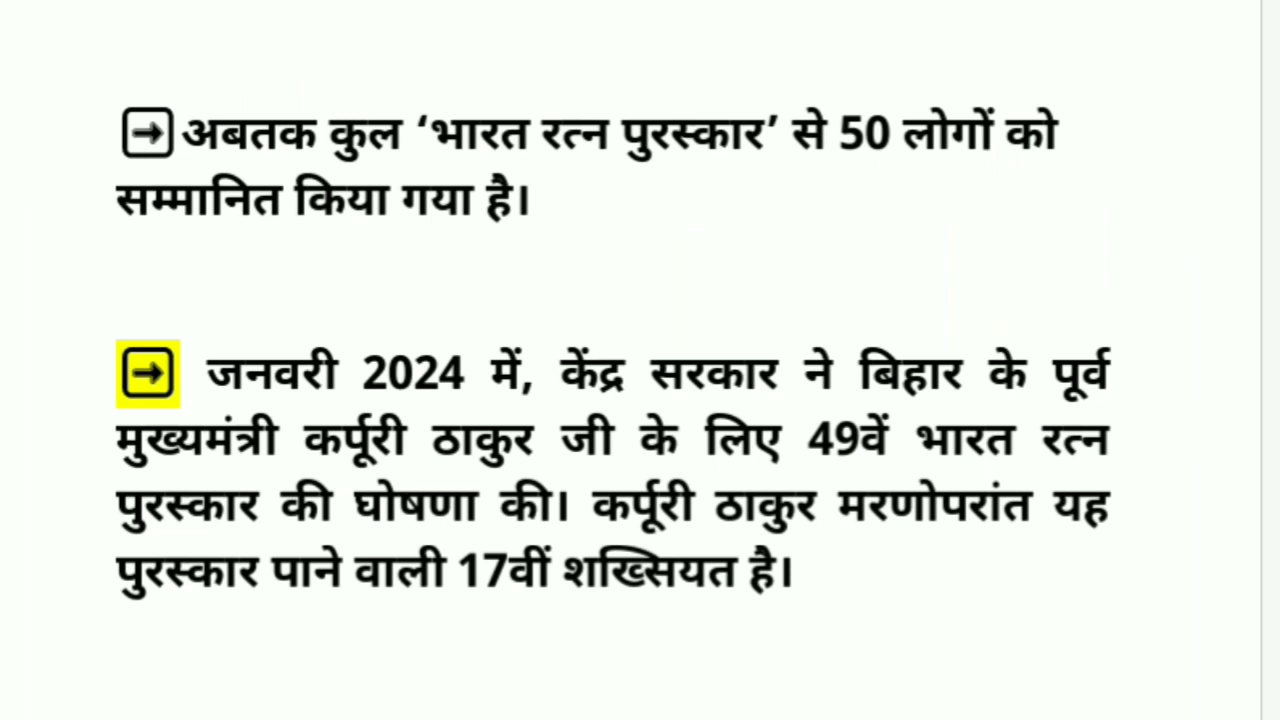 ➡अबतक कुल ‘भारत रत्न पुरस्कार’ से 50 लोगों को
सम्मानित किया गया है।
➡ जनवरी 2024 में, केंद्र सरकार ने बिहार के पूर्व
मुख्यमंत्री कर्पूरी ठाकुर जी के लिए 49वें भारत रत्न
पुरस्कार की घोषणा की। कर्पूरी ठाकुर मरणोपरांत यह
पुरस्कार पाने वाली 17वीं शख्सियत है।